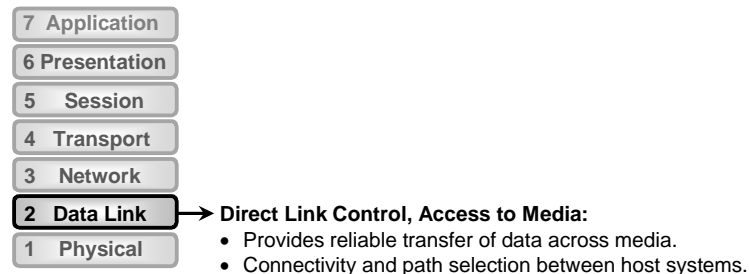 7 Application
6 Presentation
5 Session
4 Transport
3 Network
2 Data Link
1 Physical
Direct Link Control, Access to Media:
• Provides reliable transfer of data across media.
• Connectivity and path selection between host systems.